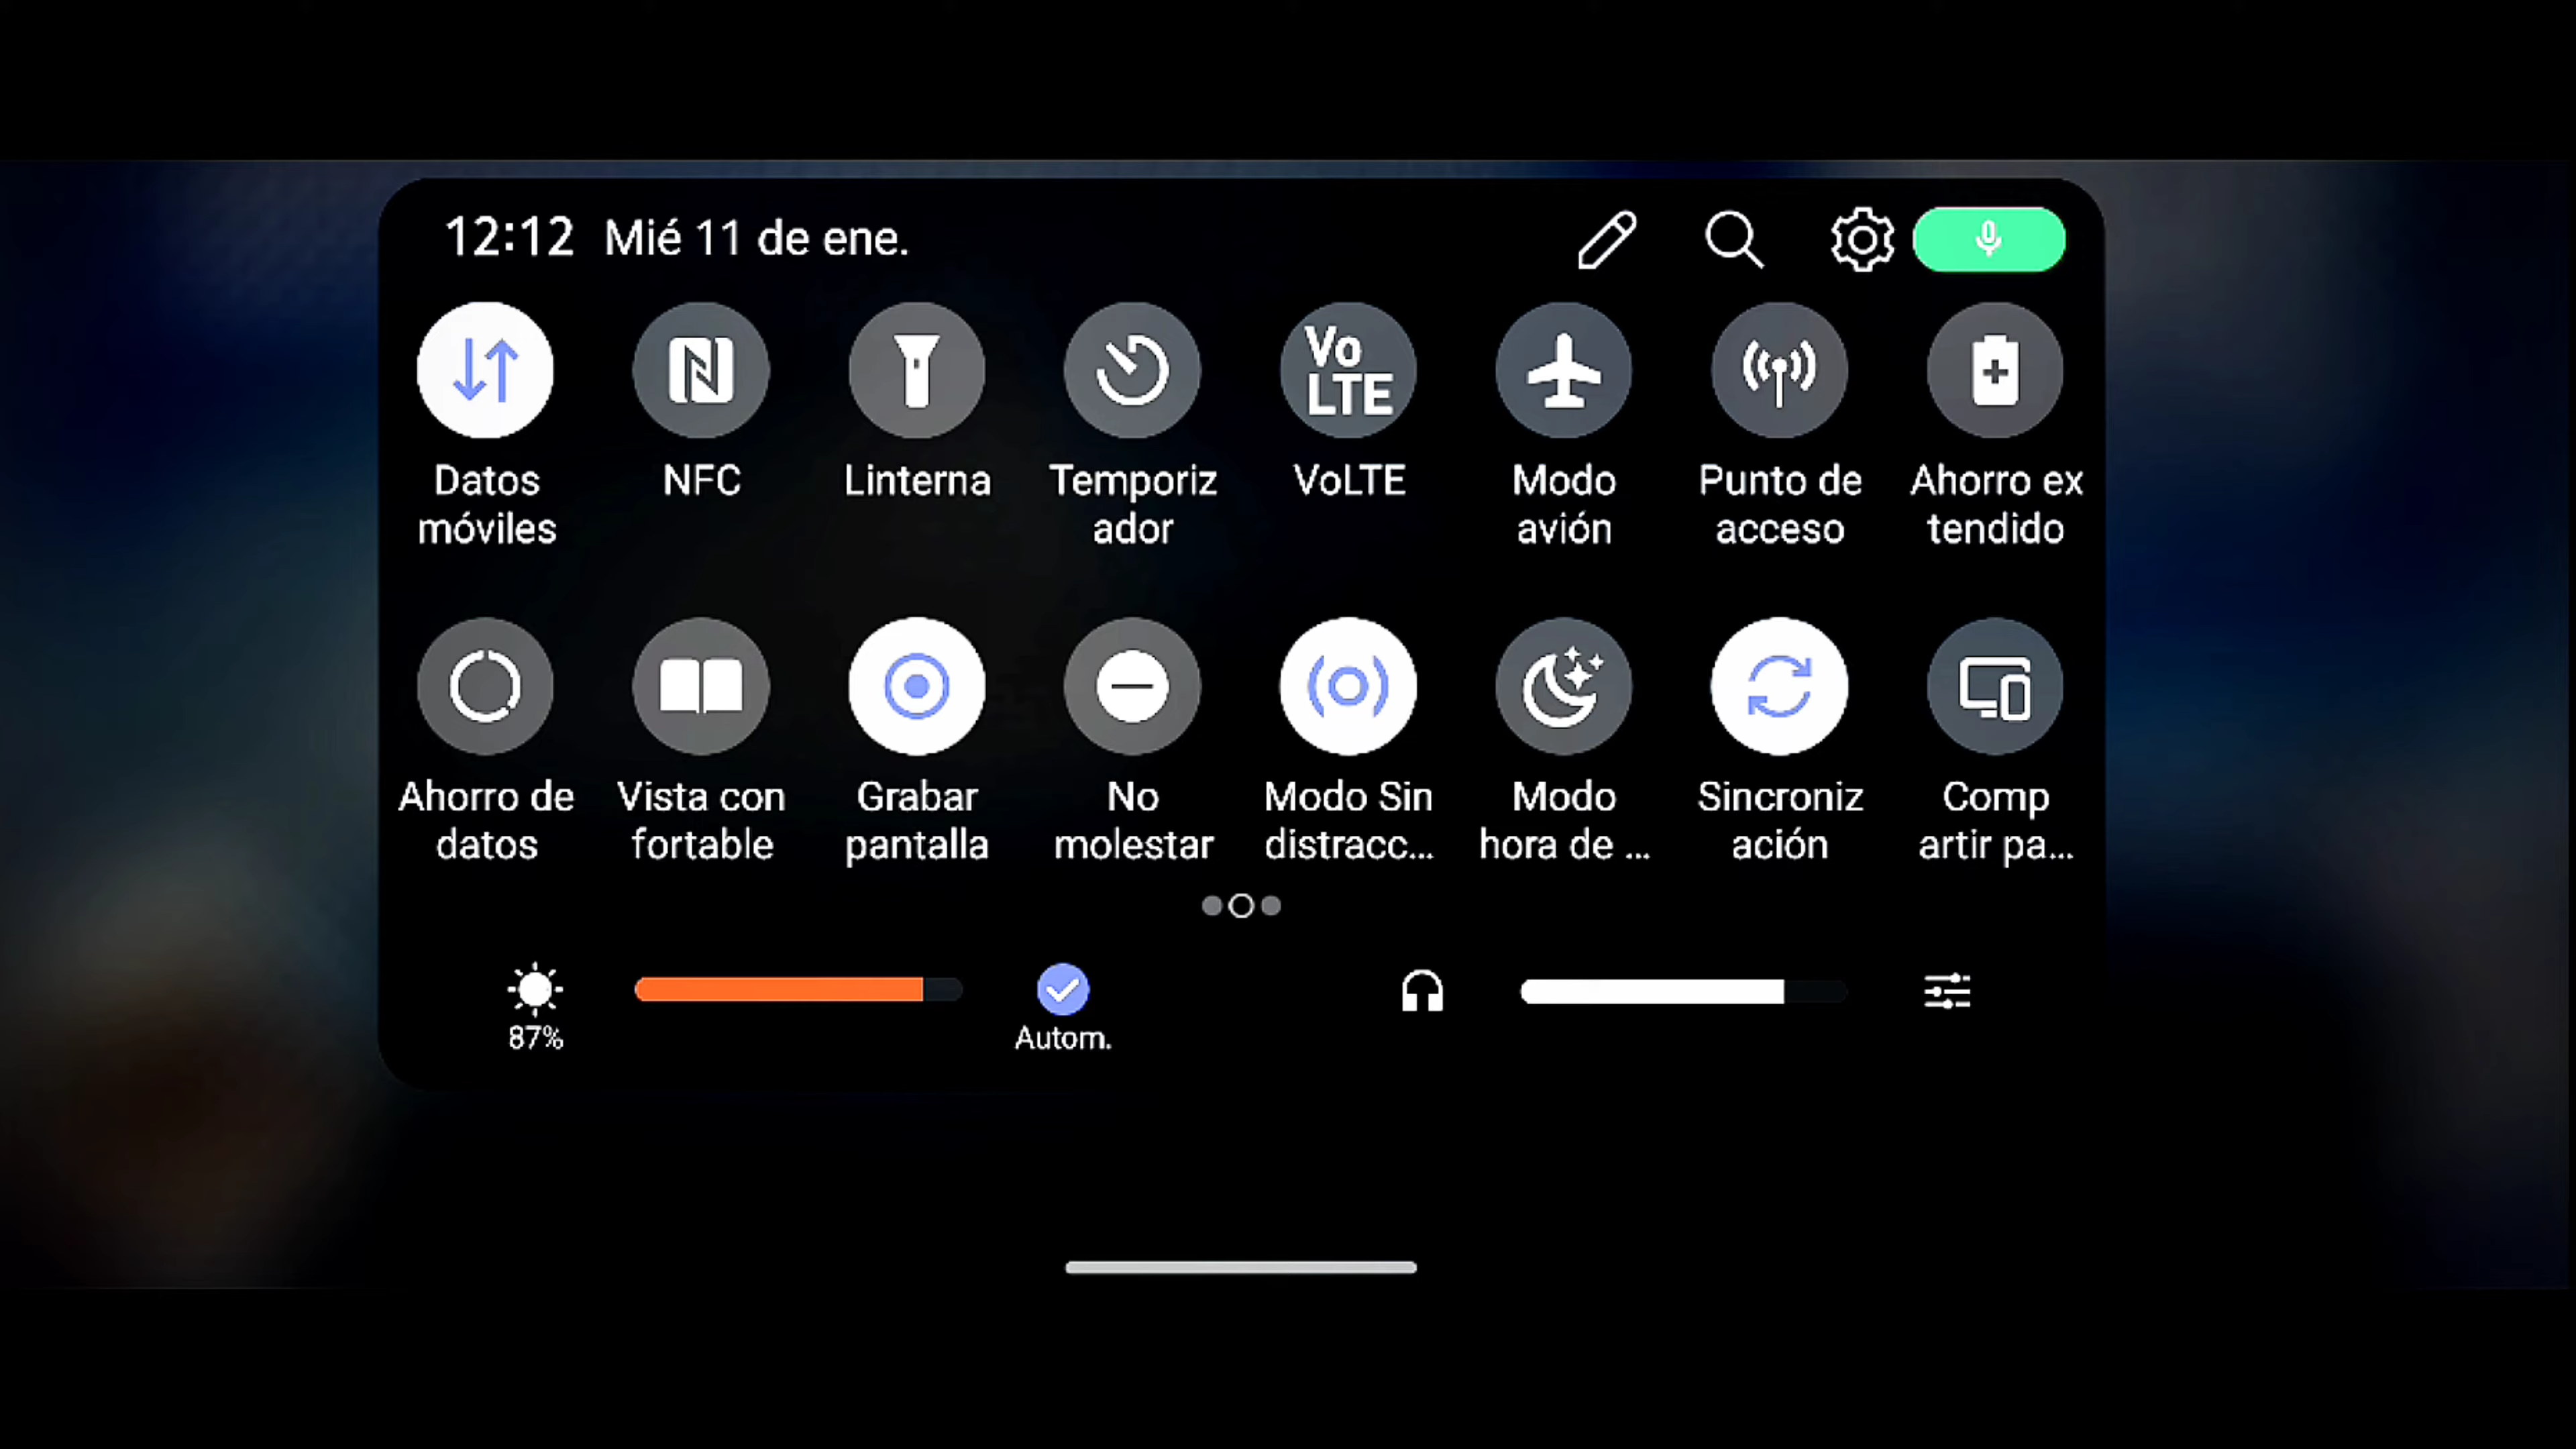 12:12 Mié 11 de ene.
Vo
LTE
Datos
móviles
NFC
Linterna
Temporiz
ador
VoLTE
Modo
avión
Punto de
acceso
Ahorro ex
tendido
Ahorro de
datos
Vista con
fortable
Grabar
pantalla
No
molestar
Modo Sin
distracc...
Modo
hora de ...
Sincroniz
ación
Comp
artir pa...
87%
Autom.